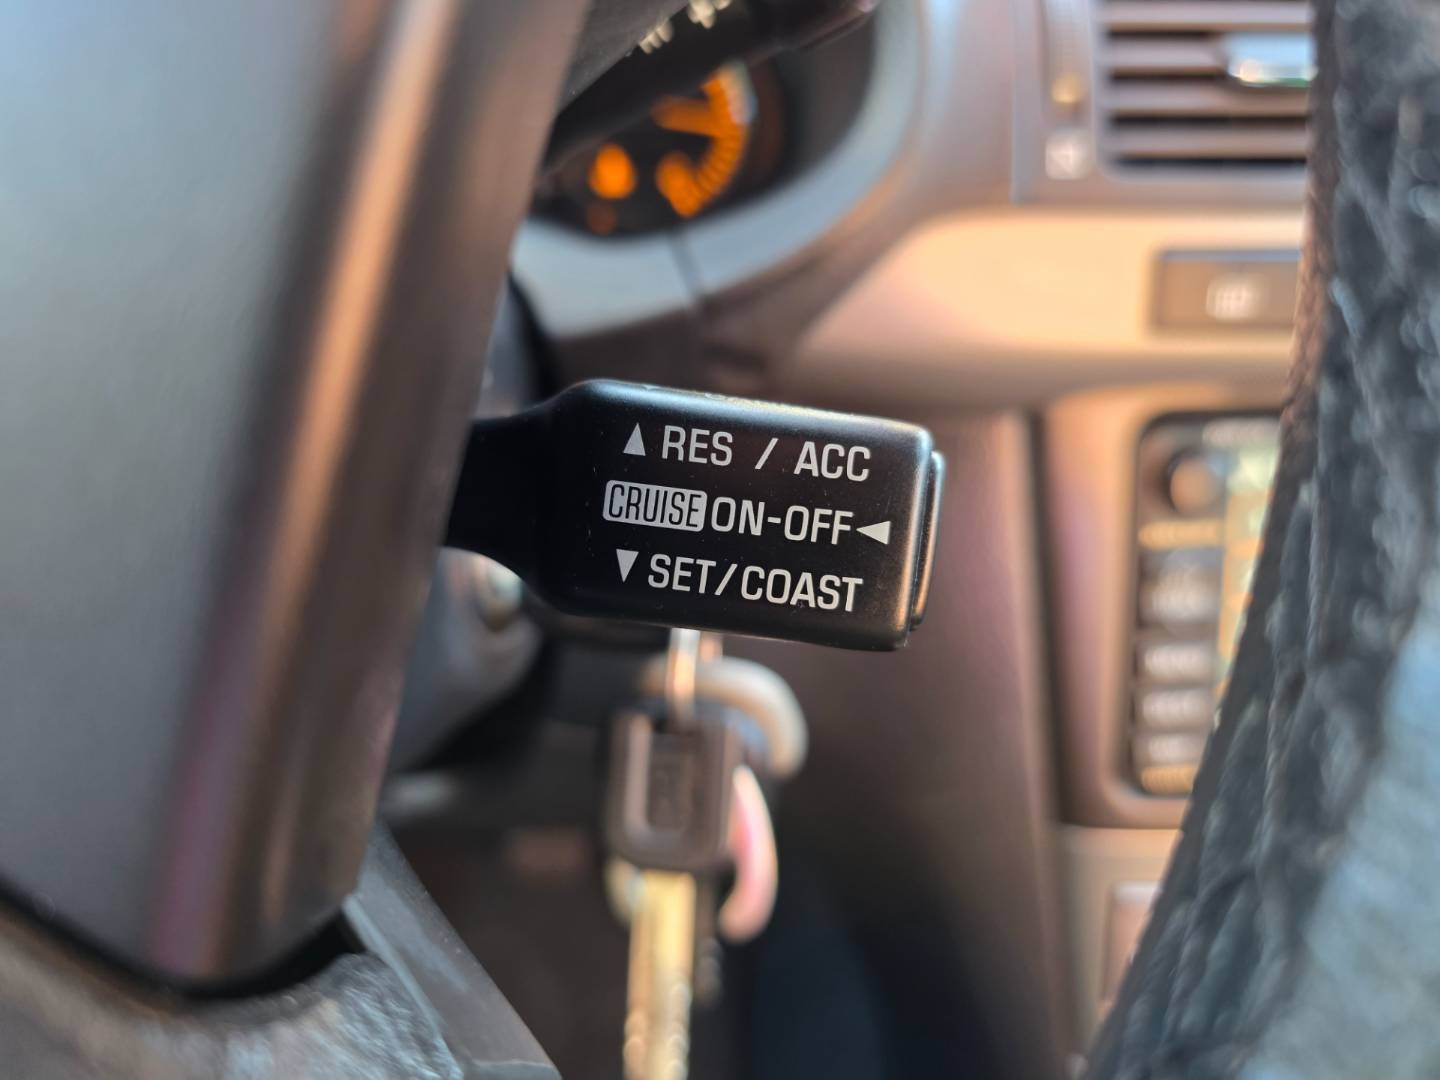 ▲ RES / ACC
CRUISE ON-OFF ◀
▼ SET/COAST